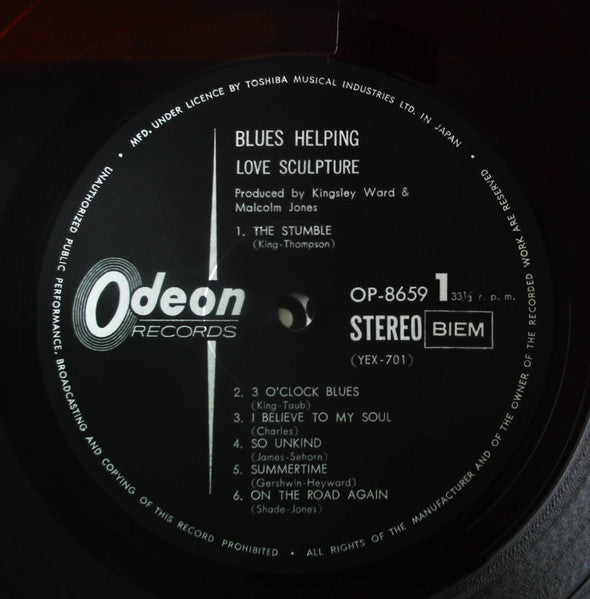 • MFD. UNDER LICENCE BY TOSHIBA MUSICAL INDUSTRIES LTD. IN JAPAN •
BLUES HELPING
LOVE SCULPTURE
Produced by Kingsley Ward &
Malcolm Jones
1. THE STUMBLE
(King-Thompson)
Odeon
RECORDS
OP-8659 1 33⅓ r. p. m.
STEREO BIEM
(YEX-701)
2. 3 O'CLOCK BLUES
(King-Taub)
3. I BELIEVE TO MY SOUL
(Charles)
4. SO UNKIND
(James-Sehorn)
5. SUMMERTIME
(Gershwin-Heyward)
6. ON THE ROAD AGAIN
(Shade-Jones)
UNAUTHORIZED PUBLIC PERFORMANCE, BROADCASTING AND COPYING OF THIS RECORD PROHIBITED • ALL RIGHTS OF THE MANUFACTURER AND OF THE OWNER OF THE RECORDED WORK ARE RESERVED